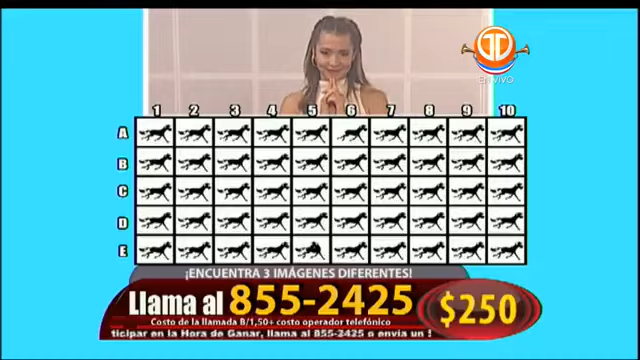 EN VIVO
1 2 3 4 5 6 7 8 9 10
A
B
C
D
E
¡ENCUENTRA 3 IMÁGENES DIFERENTES!
Llama al 855-2425
$250
Costo de la llamada B/1,50+ costo operador telefónico
ticipar en la Hora de Ganar, llama al 855-2425 o envia un